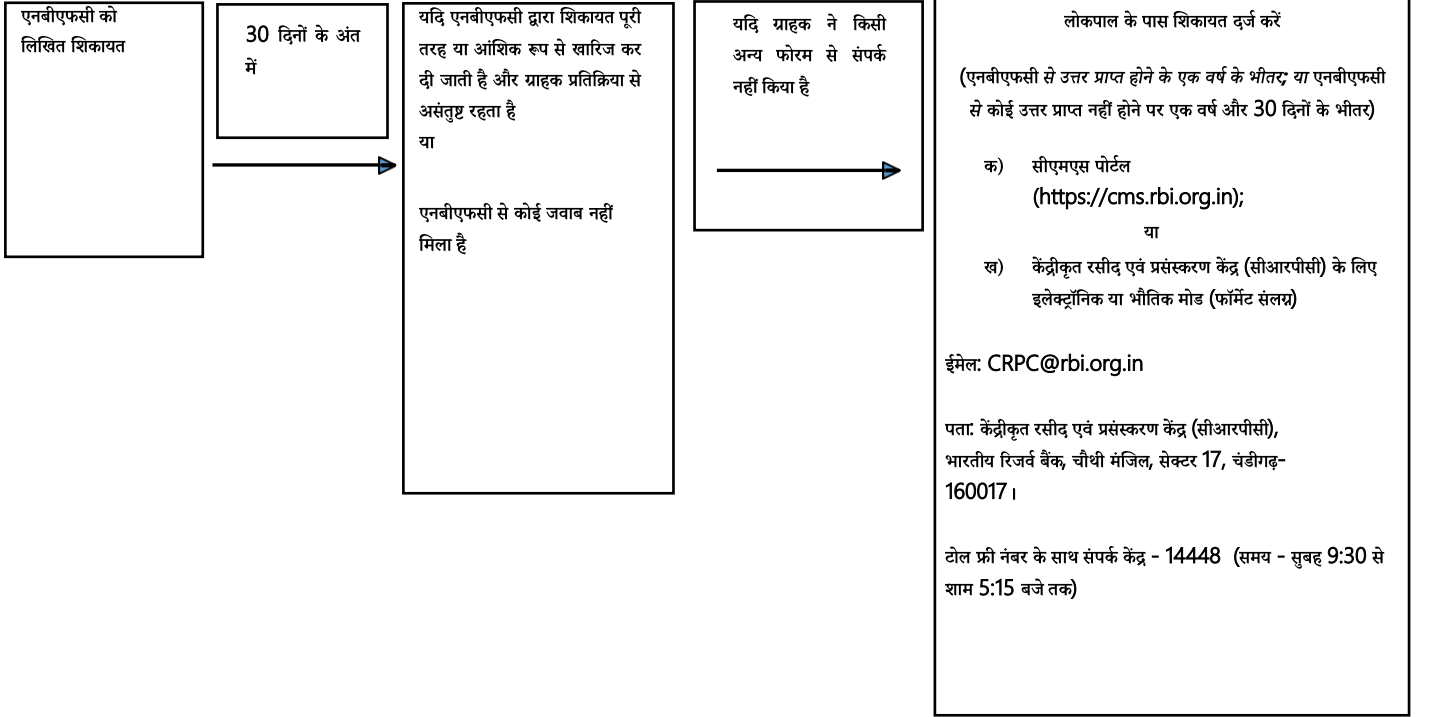 एनबीएफसी को
लिखित शिकायत
30 दिनों के अंत
में
यदि एनबीएफसी द्वारा शिकायत पूरी
तरह या आंशिक रूप से खारिज कर
दी जाती है और ग्राहक प्रतिक्रिया से
असंतुष्ट रहता है
या
एनबीएफसी से कोई जवाब नहीं
मिला है
यदि ग्राहक ने किसी
अन्य फोरम से संपर्क
नहीं किया है
लोकपाल के पास शिकायत दर्ज करें
(एनबीएफसी से उत्तर प्राप्त होने के एक वर्ष के भीतर; या एनबीएफसी
से कोई उत्तर प्राप्त नहीं होने पर एक वर्ष और 30 दिनों के भीतर)
क) सीएमएस पोर्टल
(https://cms.rbi.org.in);
या
ख) केंद्रीकृत रसीद एवं प्रसंस्करण केंद्र (सीआरपीसी) के लिए
इलेक्ट्रॉनिक या भौतिक मोड (फॉर्मेट संलग्न)
ईमेल: CRPC@rbi.org.in
पता: केंद्रीकृत रसीद एवं प्रसंस्करण केंद्र (सीआरपीसी),
भारतीय रिजर्व बैंक, चौथी मंजिल, सेक्टर 17, चंडीगढ़-
160017।
टोल फ्री नंबर के साथ संपर्क केंद्र - 14448 (समय - सुबह 9:30 से
शाम 5:15 बजे तक)